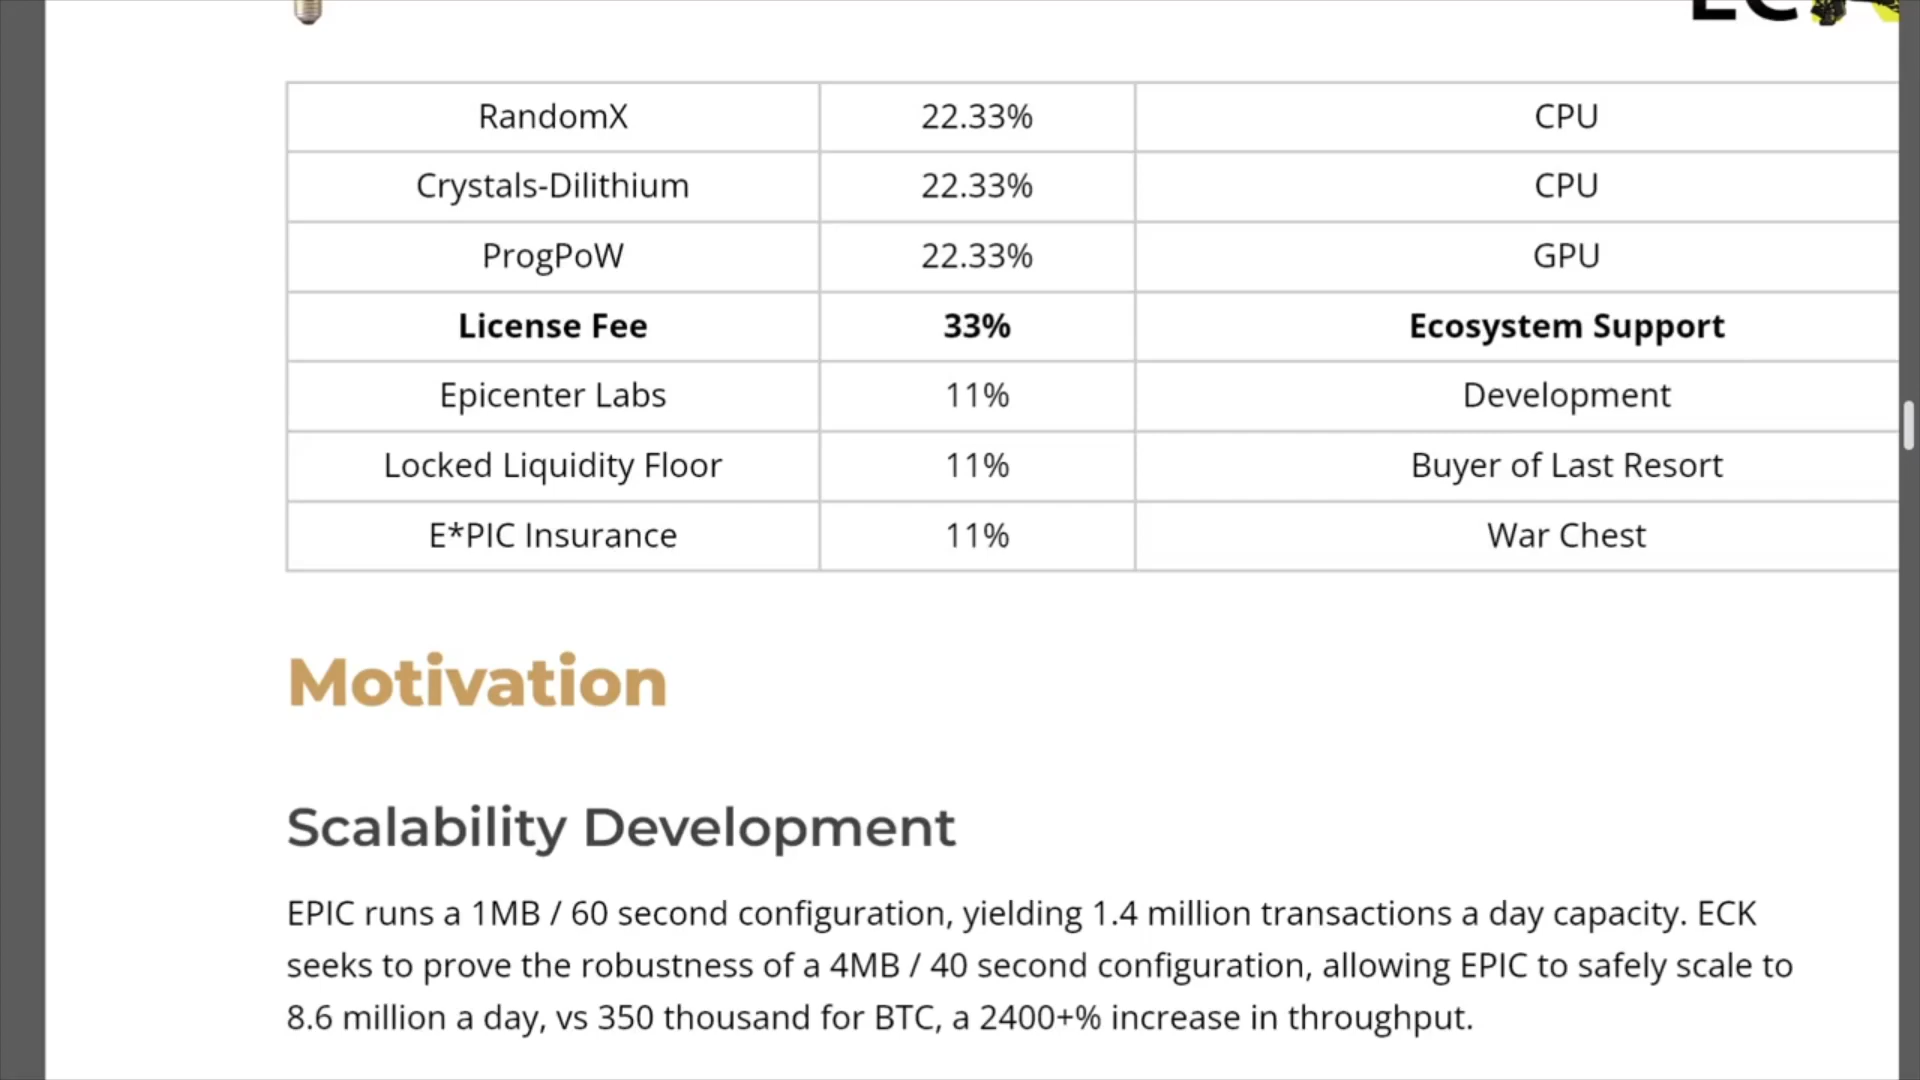 RandomX 22.33% CPU
Crystals-Dilithium 22.33% CPU
ProgPoW 22.33% GPU
License Fee 33% Ecosystem Support
Epicenter Labs 11% Development
Locked Liquidity Floor 11% Buyer of Last Resort
E*PIC Insurance 11% War Chest
Motivation
Scalability Development
EPIC runs a 1MB / 60 second configuration, yielding 1.4 million transactions a day capacity. ECK
seeks to prove the robustness of a 4MB / 40 second configuration, allowing EPIC to safely scale to
8.6 million a day, vs 350 thousand for BTC, a 2400+% increase in throughput.